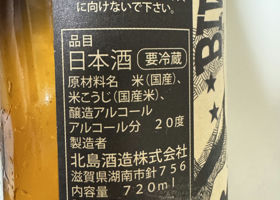 に向けないで下さい。
品目
日本酒(要冷蔵)
原材料名 米(国産)、
米こうじ(国産米)、
醸造アルコール
アルコール分 20度
製造者
北島酒造株式会社
滋賀県湖南市針756
内容量 720ml